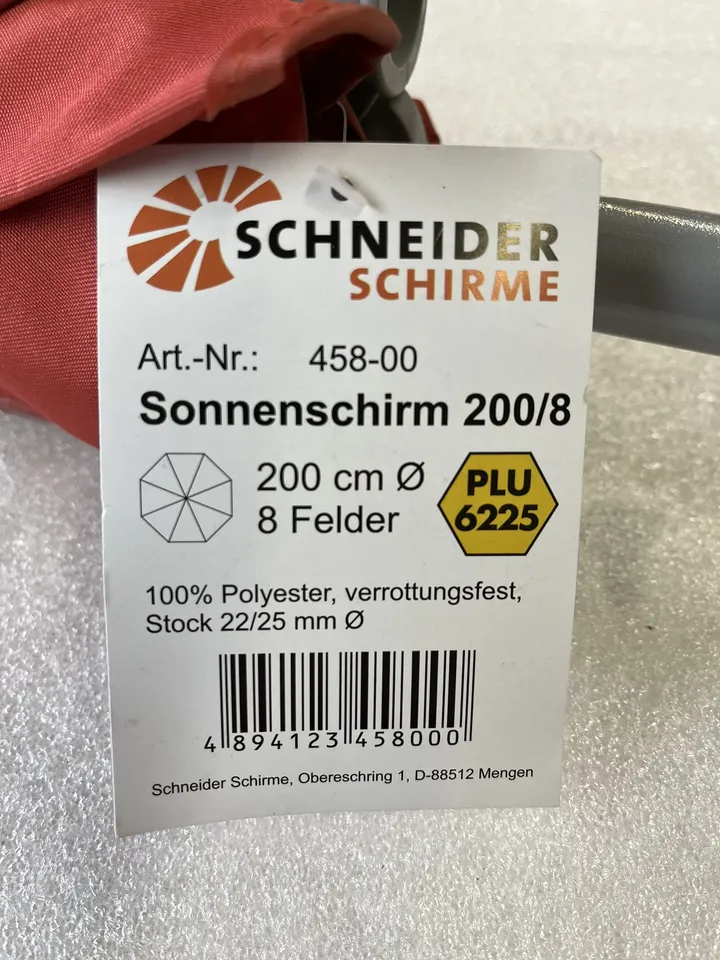 SCHNEIDER
SCHIRME
Art.-Nr.: 458-00
Sonnenschirm 200/8
200 cm Ø
8 Felder
PLU
6225
100% Polyester, verrottungsfest,
Stock 22/25 mm Ø
4 894123 458000
Schneider Schirme, Obereschring 1, D-88512 Mengen